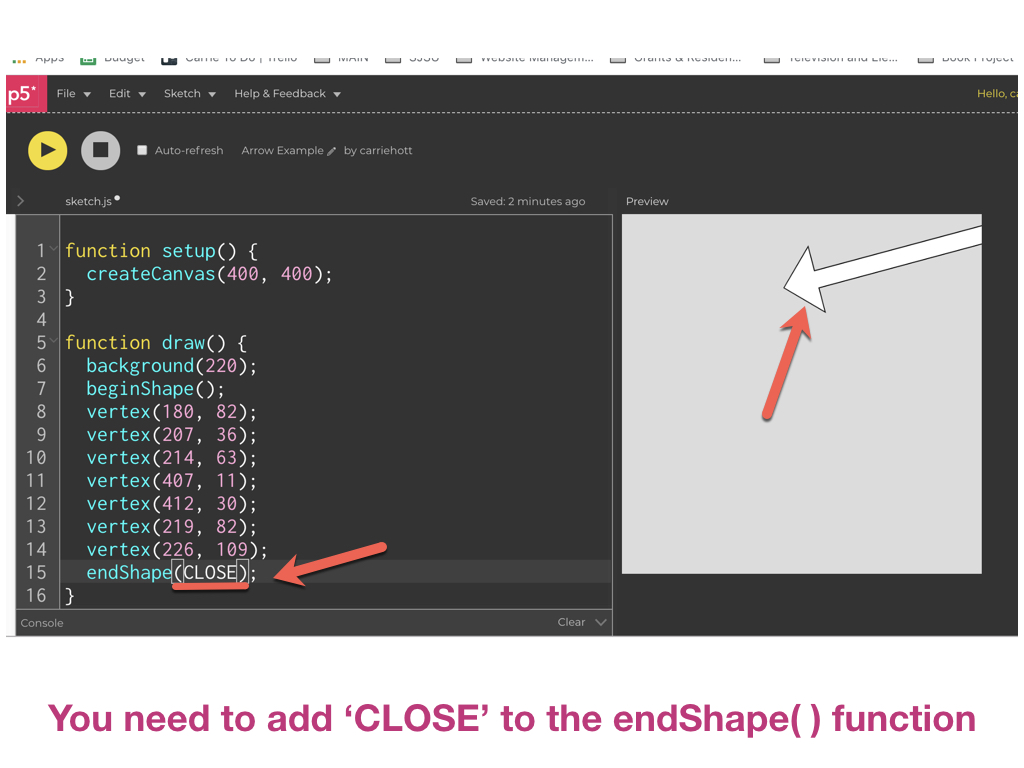 Apps Budget Carrie To Do | Trello MAIN SJSU Website Managem... Grants & Residen... Television and Ele... Book Project
p5* File Edit Sketch Help & Feedback Hello, ca
Auto-refresh Arrow Example by carriehott
sketch.js Saved: 2 minutes ago Preview
1 function setup() {
2 createCanvas(400, 400);
3 }
4
5 function draw() {
6 background(220);
7 beginShape();
8 vertex(180, 82);
9 vertex(207, 36);
10 vertex(214, 63);
11 vertex(407, 11);
12 vertex(412, 30);
13 vertex(219, 82);
14 vertex(226, 109);
15 endShape(CLOSE);
16 }
Console Clear
You need to add ‘CLOSE’ to the endShape( ) function